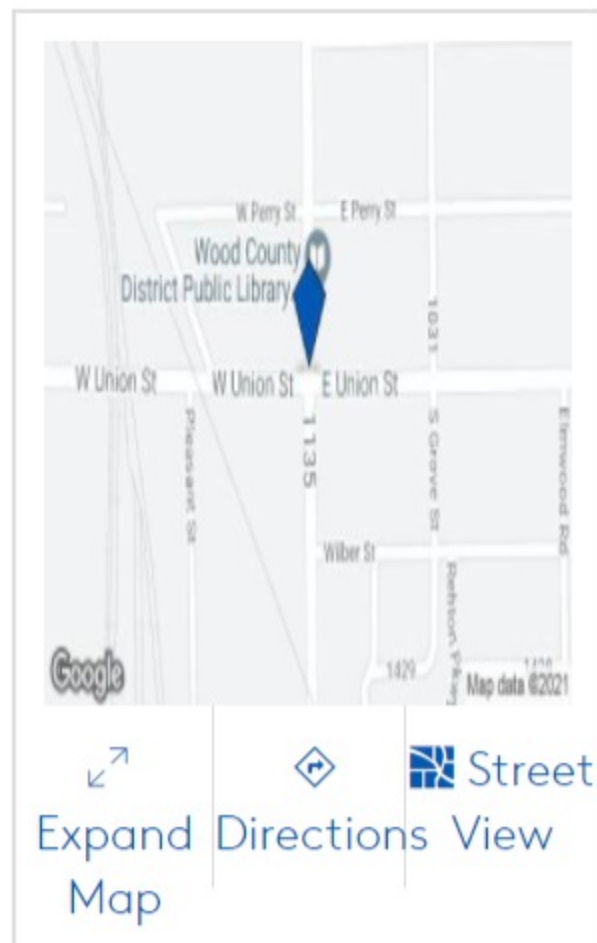 W Perry St
E Perry St
Wood County
District Public Library
1031
W Union St
W Union St
E Union St
Pleasant St
1135
S Grove St
Elmwood Rd
Wilber St
1429
Google
Map data ©2021
Expand
Map
Directions
Street
View